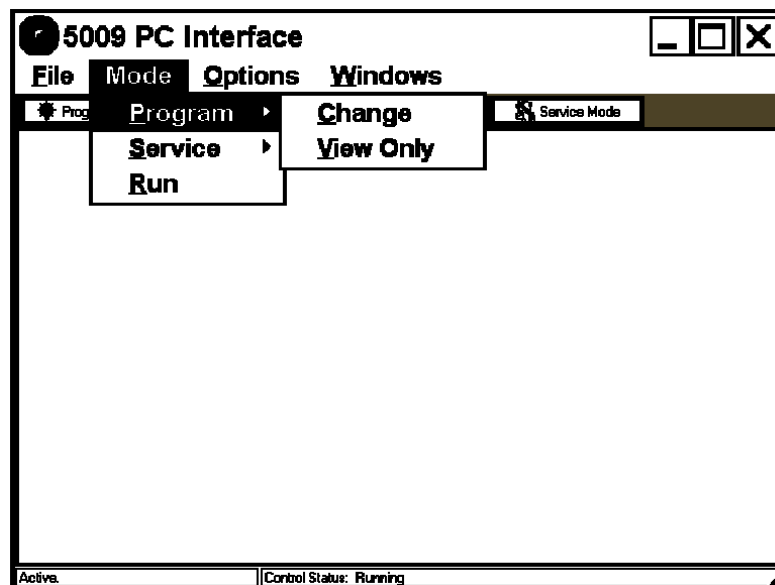 5009 PC Interface
File Mode Options Windows
Prog Service Mode
Program Change
Service View Only
Run
Active. Control Status: Running